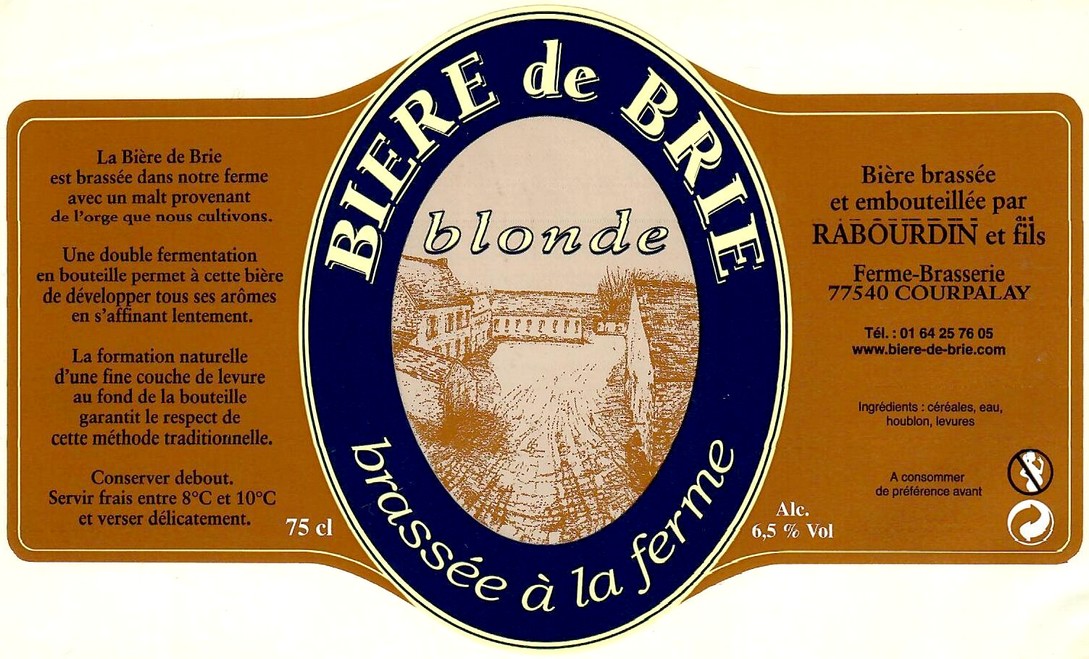 La Bière de Brie
est brassée dans notre ferme
avec un malt provenant
de l'orge que nous cultivons.
Une double fermentation
en bouteille permet à cette bière
de développer tous ses arômes
en s'affinant lentement.
La formation naturelle
d'une fine couche de levure
au fond de la bouteille
garantit le respect de
cette méthode traditionnelle.
Conserver debout.
Servir frais entre 8°C et 10°C
et verser délicatement.
75 cl
BIERE de BRIE
blonde
brassée à la ferme
Bière brassée
et embouteillée par
RABOURDIN et fils
Ferme-Brasserie
77540 COURPALAY
Tél. : 01 64 25 76 05
www.biere-de-brie.com
Ingrédients : céréales, eau,
houblon, levures
A consommer
de préférence avant
Alc.
6,5 % Vol